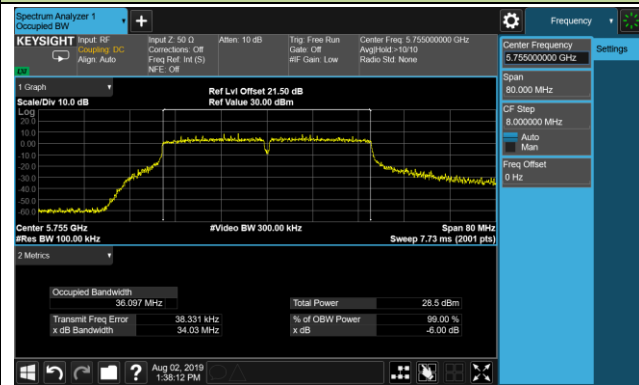 Spectrum Analyzer 1
Occupied BW
Frequency
KEYSIGHT
Input: RF
Coupling: DC
Align: Auto
Input Z: 50 Ω
Corrections: Off
Freq Ref: Int (S)
NFE: Off
Atten: 10 dB
Trig: Free Run
Gate: Off
#IF Gain: Low
Center Freq: 5.755000000 GHz
Avg|Hold:>10/10
Radio Std: None
Center Frequency
5.755000000 GHz
Settings
Span
80.000 MHz
CF Step
8.000000 MHz
Auto
Man
Freq Offset
0 Hz
1 Graph
Scale/Div 10.0 dB
Ref Lvl Offset 21.50 dB
Ref Value 30.00 dBm
Log
20.0
10.0
0.00
-10.0
-20.0
-30.0
-40.0
-50.0
-60.0
Center 5.755 GHz
#Res BW 100.00 kHz
#Video BW 300.00 kHz
Span 80 MHz
Sweep 7.73 ms (2001 pts)
2 Metrics
Occupied Bandwidth
36.097 MHz
Total Power 28.5 dBm
Transmit Freq Error 38.331 kHz
% of OBW Power 99.00 %
x dB Bandwidth 34.03 MHz
x dB -6.00 dB
Aug 02, 2019
1:38:12 PM